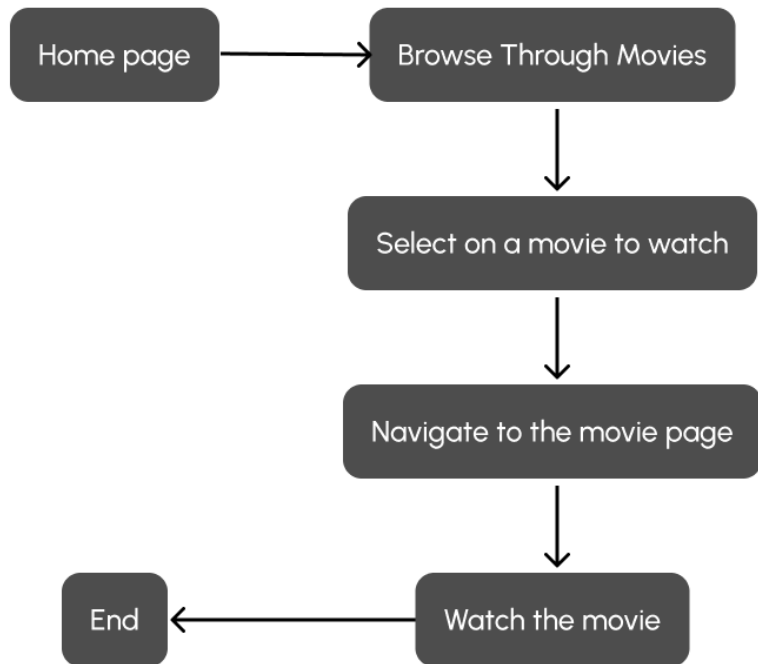 Home page
Browse Through Movies
Select on a movie to watch
Navigate to the movie page
Watch the movie
End